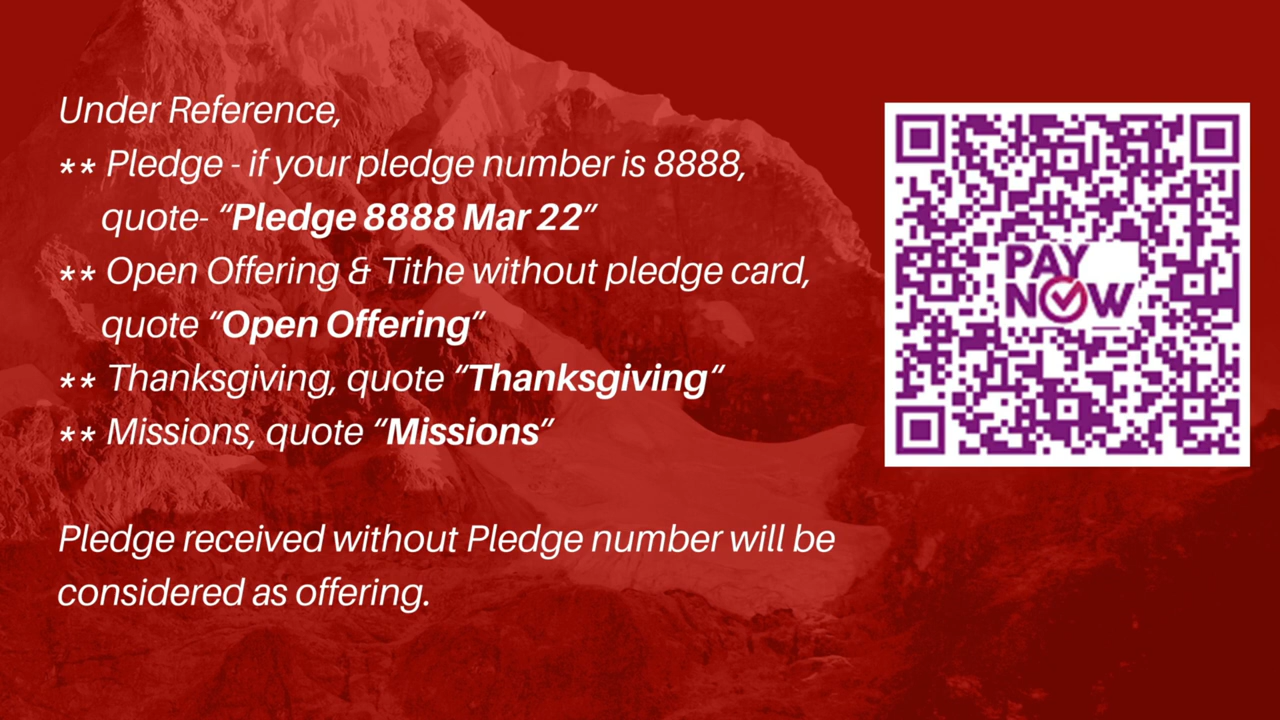 Under Reference,
** Pledge - if your pledge number is 8888,
quote- “Pledge 8888 Mar 22”
** Open Offering & Tithe without pledge card,
quote “Open Offering”
** Thanksgiving, quote “Thanksgiving“
** Missions, quote “Missions”
Pledge received without Pledge number will be
considered as offering.
PAY
NOW